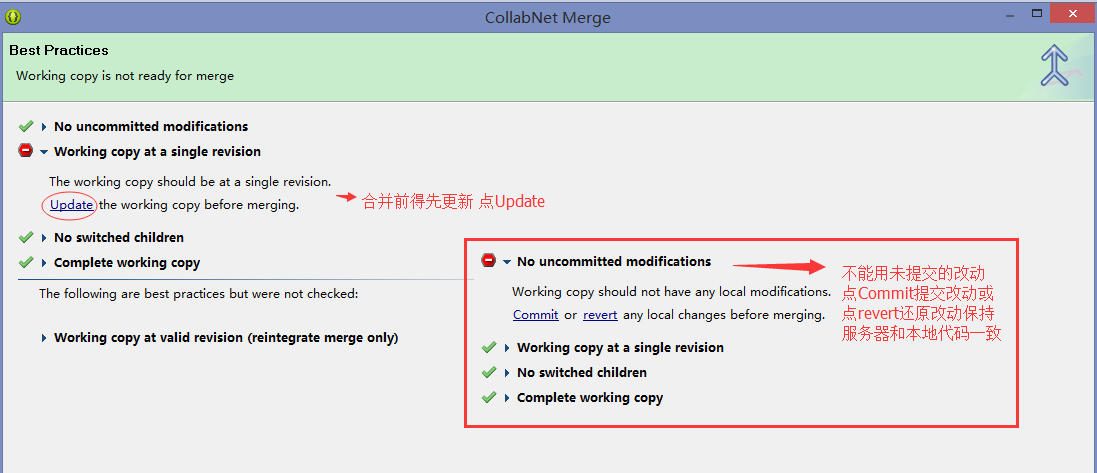 CollabNet Merge
Best Practices
Working copy is not ready for merge
No uncommitted modifications
Working copy at a single revision
The working copy should be at a single revision.
Update the working copy before merging.
合并前得先更新 点Update
No switched children
Complete working copy
The following are best practices but were not checked:
Working copy at valid revision (reintegrate merge only)
No uncommitted modifications
Working copy should not have any local modifications.
Commit or revert any local changes before merging.
Working copy at a single revision
No switched children
Complete working copy
不能用未提交的改动
点Commit提交改动或
点revert还原改动保持
服务器和本地代码一致